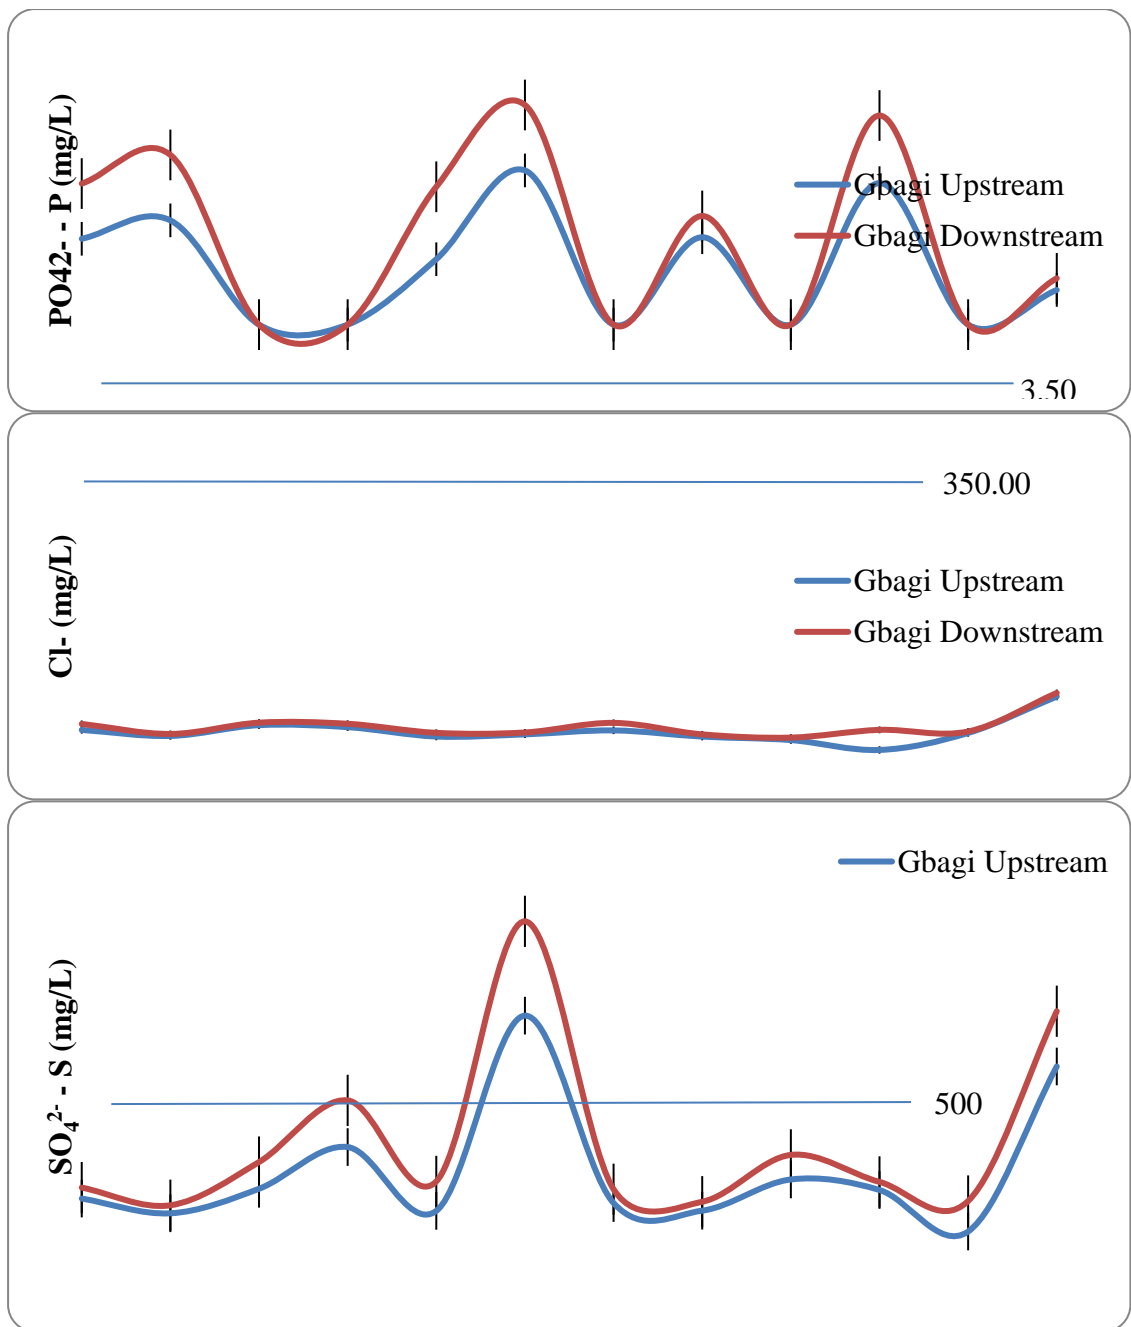 PO42- - P (mg/L)
Gbagi Upstream
Gbagi Downstream
3.50
350.00
Cl- (mg/L)
Gbagi Upstream
Gbagi Downstream
Gbagi Upstream
SO₄²⁻ - S (mg/L)
500